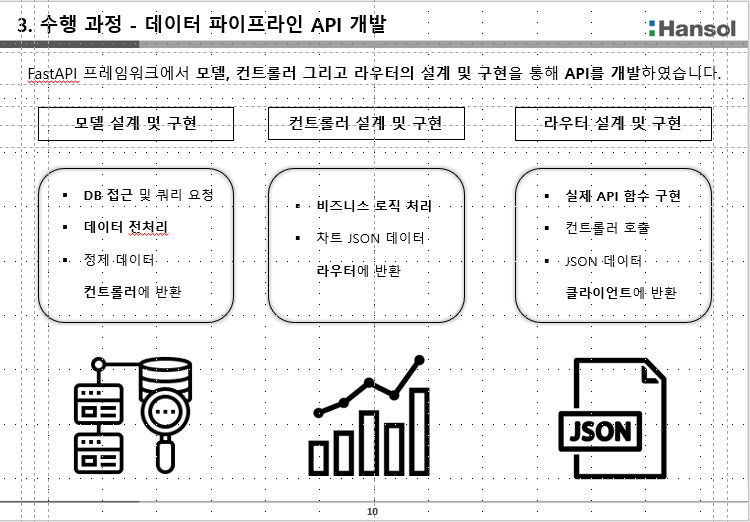 3. 수행 과정 - 데이터 파이프라인 API 개발
Hansol
FastAPI 프레임워크에서 모델, 컨트롤러 그리고 라우터의 설계 및 구현을 통해 API를 개발하였습니다.
모델 설계 및 구현
▪ DB 접근 및 쿼리 요청
▪ 데이터 전처리
▪ 정제 데이터
컨트롤러에 반환
컨트롤러 설계 및 구현
▪ 비즈니스 로직 처리
▪ 차트 JSON 데이터
라우터에 반환
라우터 설계 및 구현
▪ 실제 API 함수 구현
▪ 컨트롤러 호출
▪ JSON 데이터
클라이언트에 반환
JSON
10